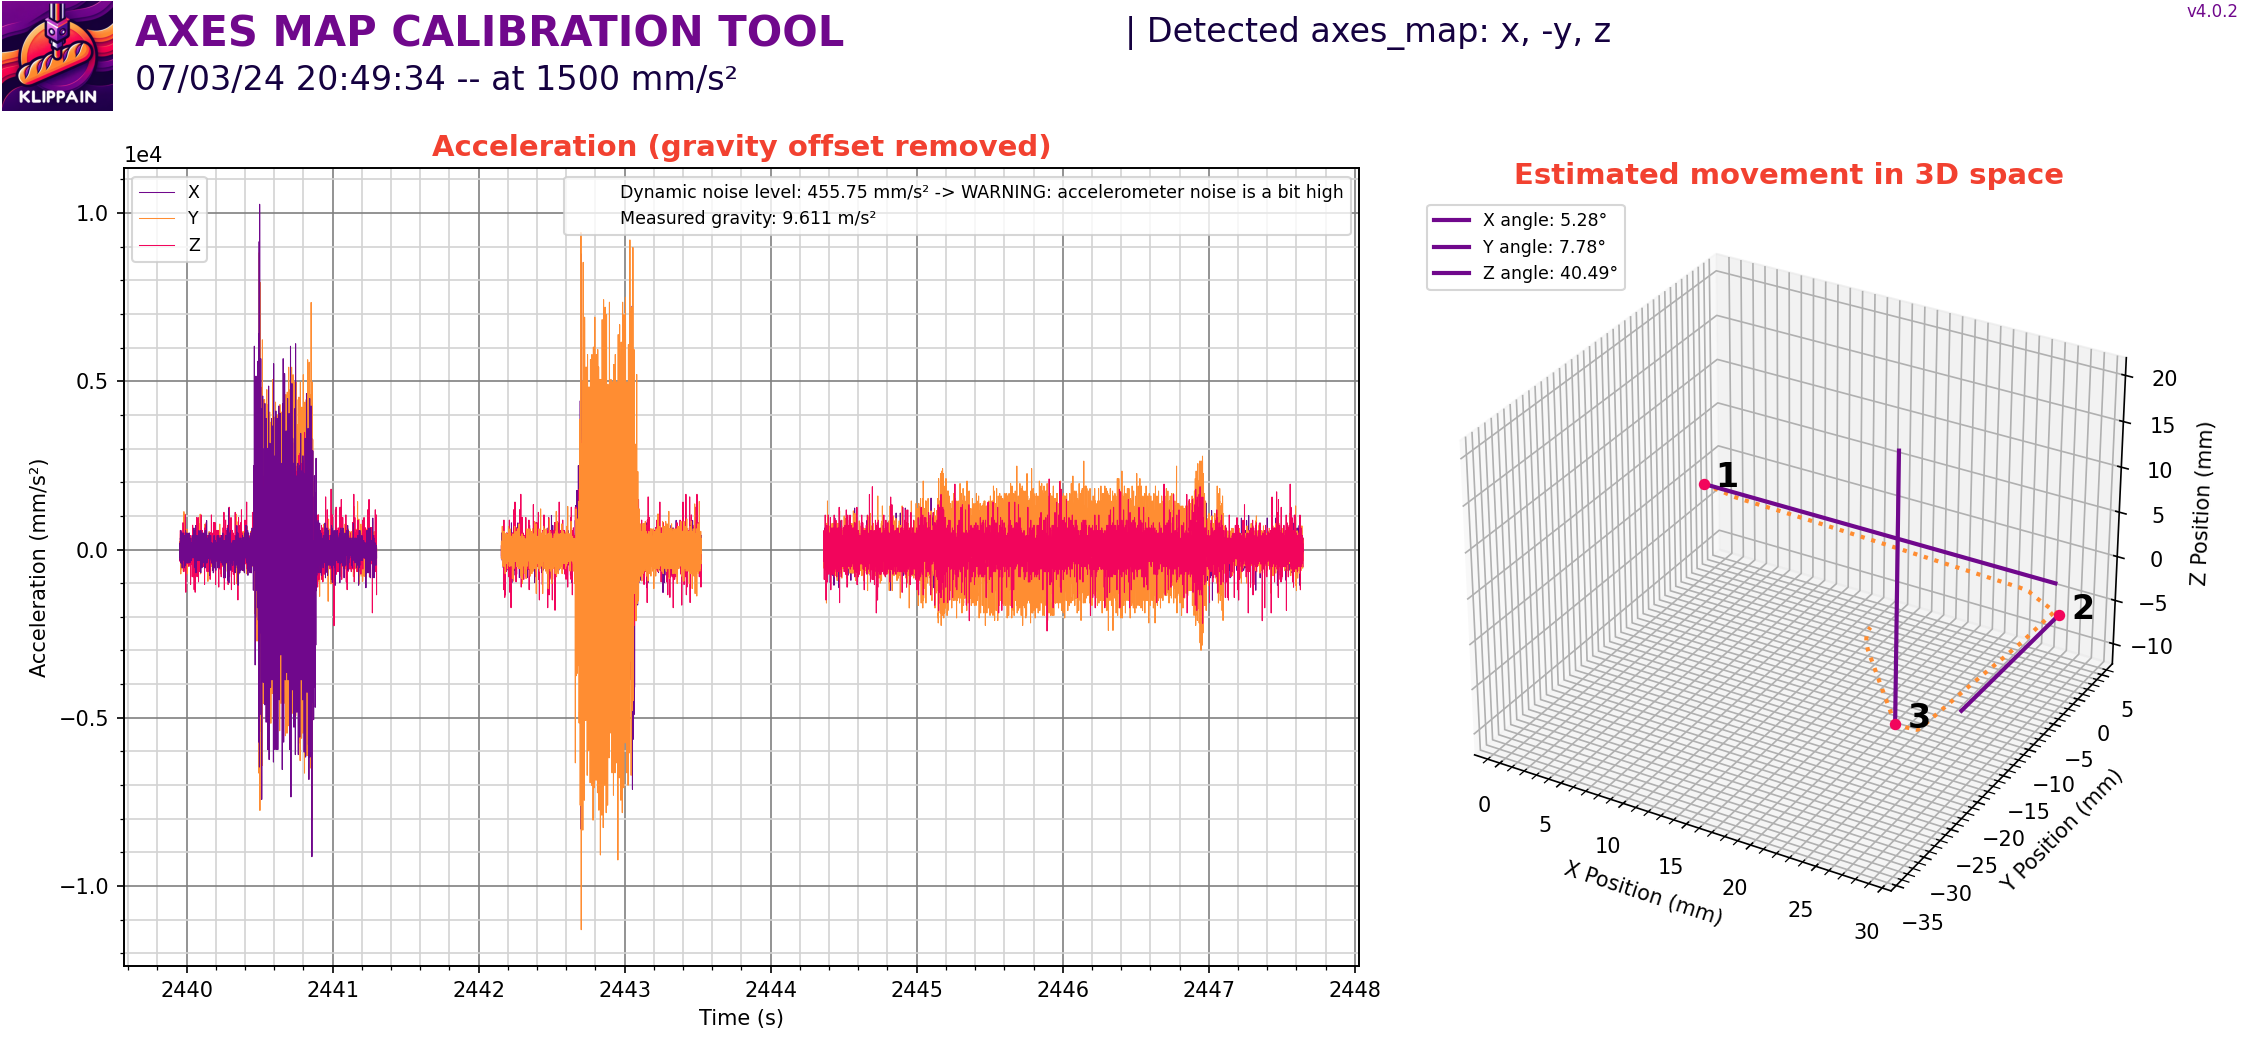 KLIPPAIN
AXES MAP CALIBRATION TOOL
07/03/24 20:49:34 -- at 1500 mm/s²
| Detected axes_map: x, -y, z
v4.0.2
Acceleration (gravity offset removed)
1e4
X
Y
Z
Dynamic noise level: 455.75 mm/s² -> WARNING: accelerometer noise is a bit high
Measured gravity: 9.611 m/s²
1.0
0.5
0.0
−0.5
−1.0
Acceleration (mm/s²)
2440 2441 2442 2443 2444 2445 2446 2447 2448
Time (s)
Estimated movement in 3D space
X angle: 5.28°
Y angle: 7.78°
Z angle: 40.49°
1
2
3
20
15
10
5
0
−5
−10
Z Position (mm)
5
0
−5
−10
−15
−20
−25
−30
−35
Y Position (mm)
0
5
10
15
20
25
30
X Position (mm)